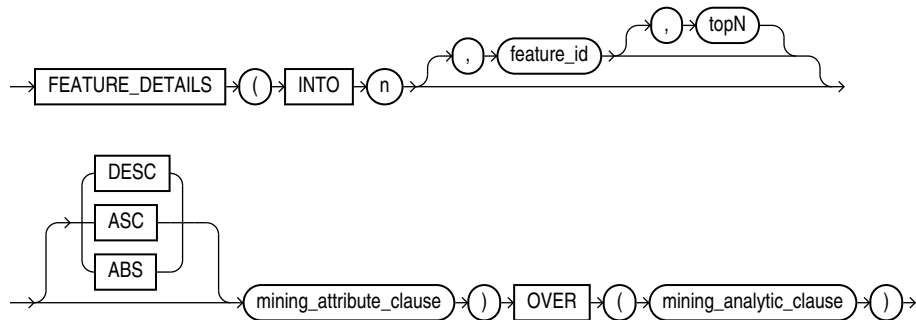 , topN
, feature_id
FEATURE_DETAILS ( INTO n
DESC
ASC
ABS
mining_attribute_clause ) OVER ( mining_analytic_clause )